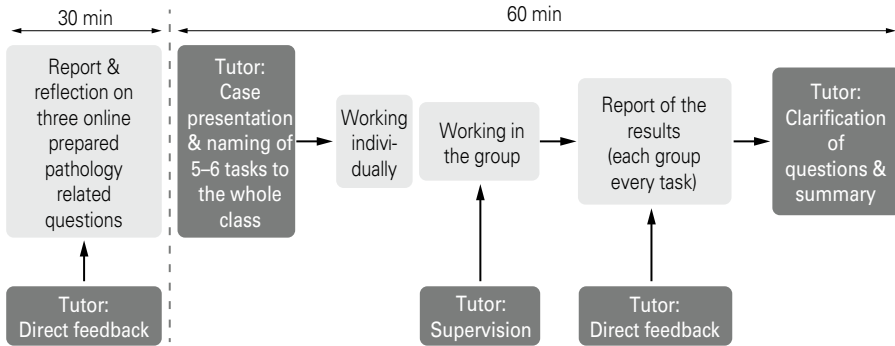 30 min
60 min
Report &
reflection on
three online
prepared
pathology
related
questions
Tutor:
Case
presentation
& naming of
5–6 tasks to
the whole
class
Working
indivi-
dually
Working in
the group
Report of the
results
(each group
every task)
Tutor:
Clarification
of
questions &
summary
Tutor:
Direct feedback
Tutor:
Supervision
Tutor:
Direct feedback